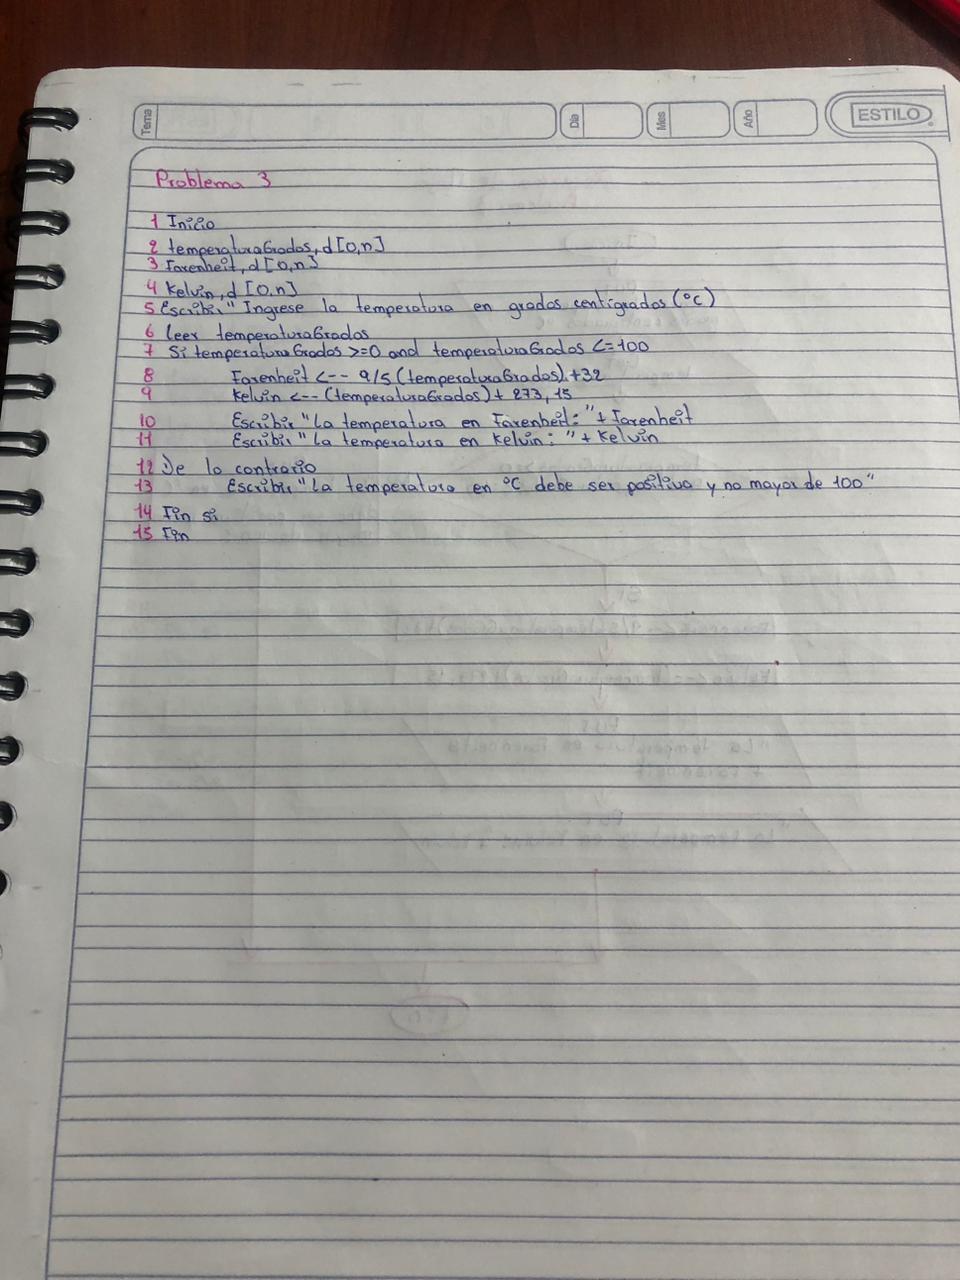 Tema
Dia
Mes
Año
ESTILO
Problema 3
1 Inicio
2 temperaturaGrados, d[0,n]
3 Farenheit, d[0,n]
4 Kelvin, d[0,n]
5 Escribir "Ingrese la temperatura en grados centigrados (°C)
6 Leer temperaturaGrados
7 Si temperaturaGrados >=0 and temperaturaGrados <=100
8 Farenheit <-- 9/5 (temperaturaGrados) +32
9 Kelvin <-- (temperaturaGrados) + 273,15
10 Escribir "La temperatura en Farenheit: "+ Farenheit
11 Escribir "La temperatura en Kelvin: "+ Kelvin
12 De lo contrario
13 Escribir "La temperatura en °C debe ser positiva y no mayor de 100"
14 Fin si
15 Fin